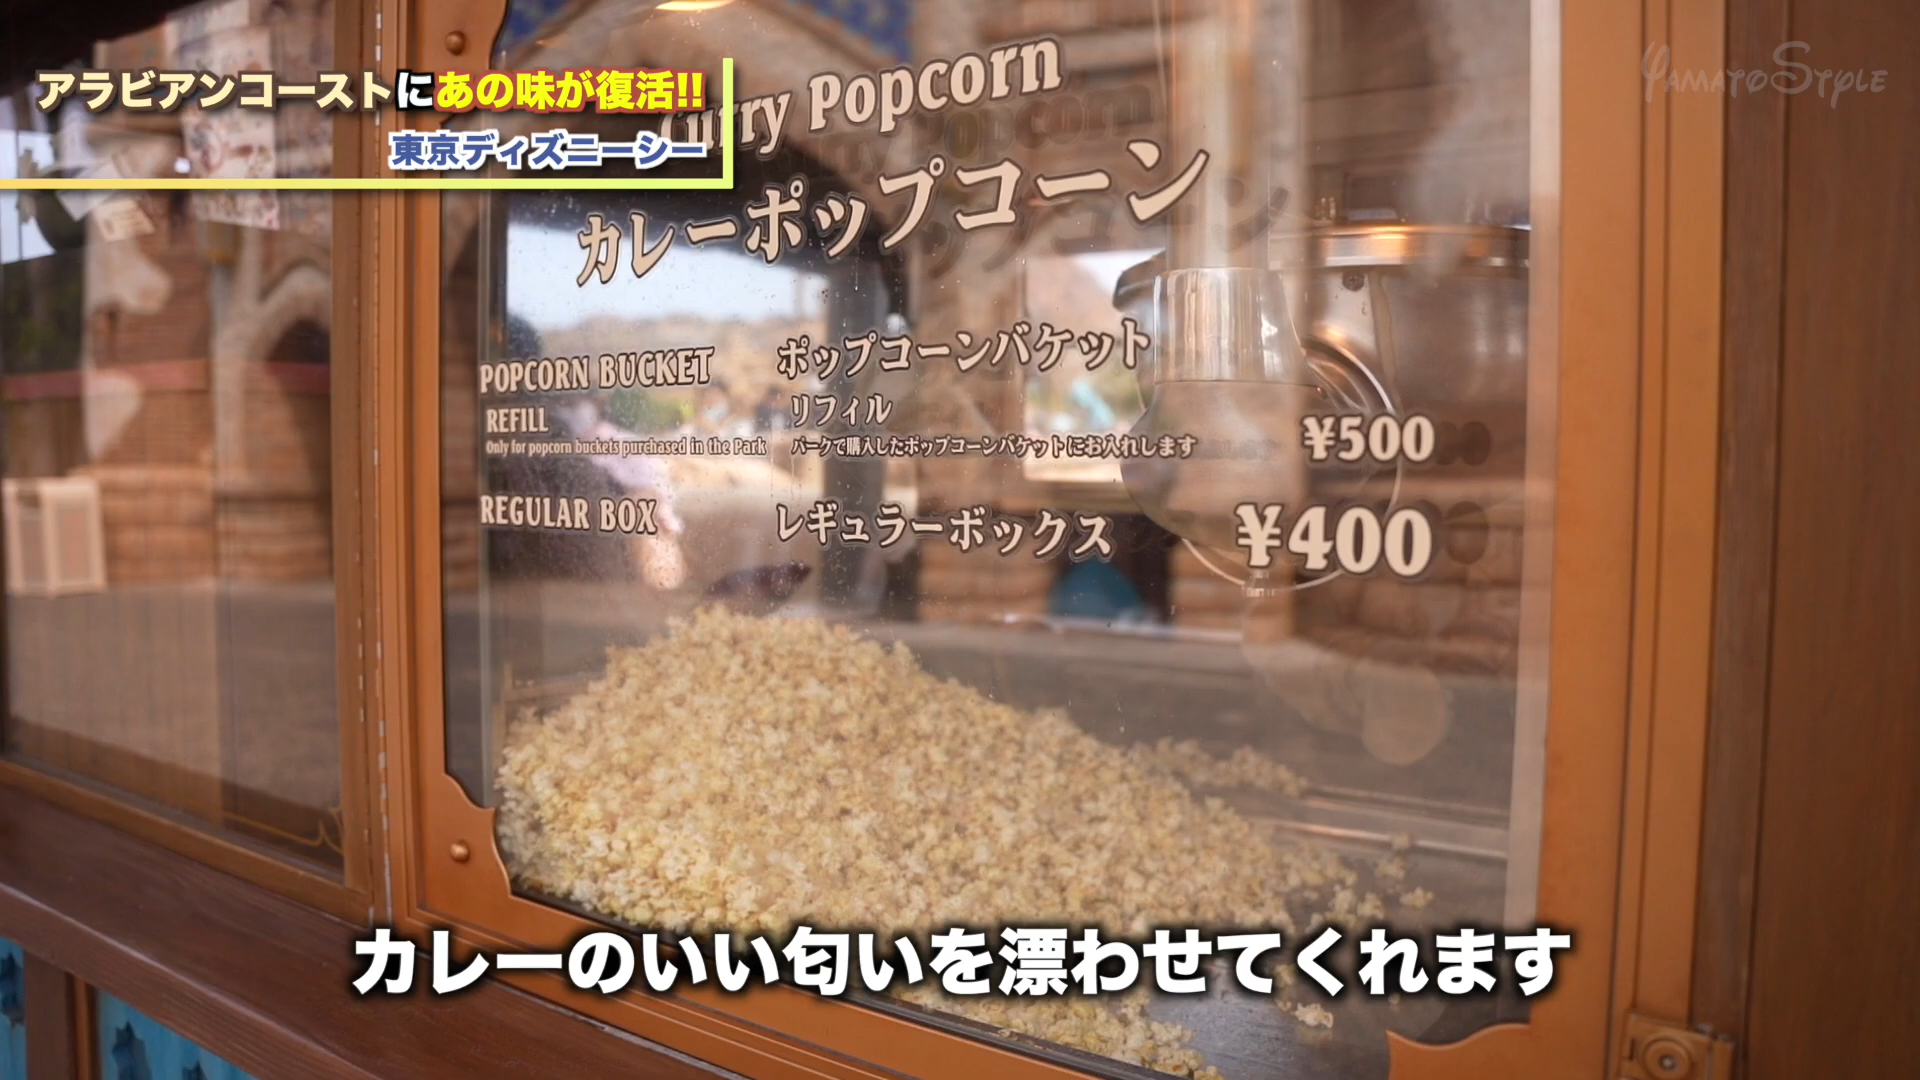 アラビアンコーストにあの味が復活!!
東京ディズニーシー
YAMATOSTYLE
Curry Popcorn
カレーポップコーン
POPCORN BUCKET ポップコーンバケット
REFILL リフィル
Only for popcorn buckets purchased in the Park パークで購入したポップコーンバケットにお入れします ¥500
REGULAR BOX レギュラーボックス ¥400
カレーのいい匂いを漂わせてくれます